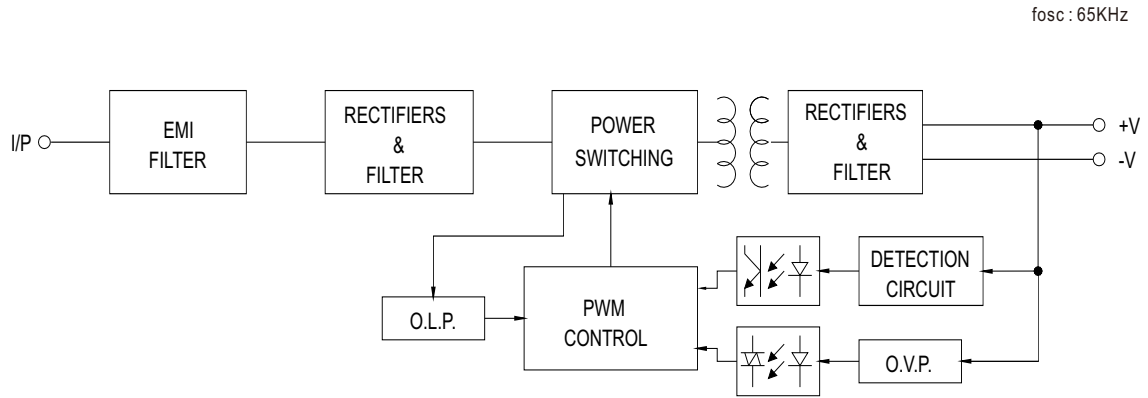 fosc : 65KHz
I/P
EMI
FILTER
RECTIFIERS
&
FILTER
POWER
SWITCHING
RECTIFIERS
&
FILTER
+V
-V
O.L.P.
PWM
CONTROL
DETECTION
CIRCUIT
O.V.P.